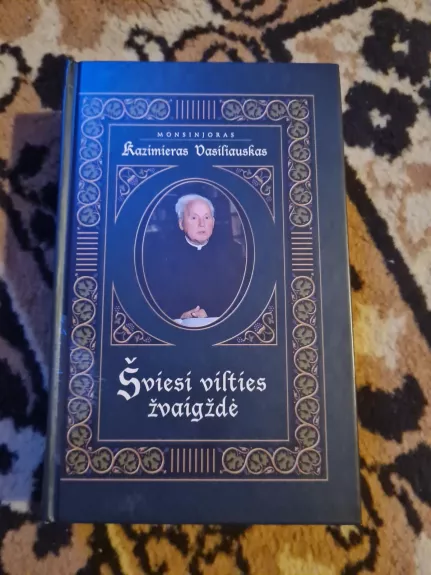 MONSINJORAS
Kazimieras Vasiliauskas
Šviesi vilties
žvaigždė